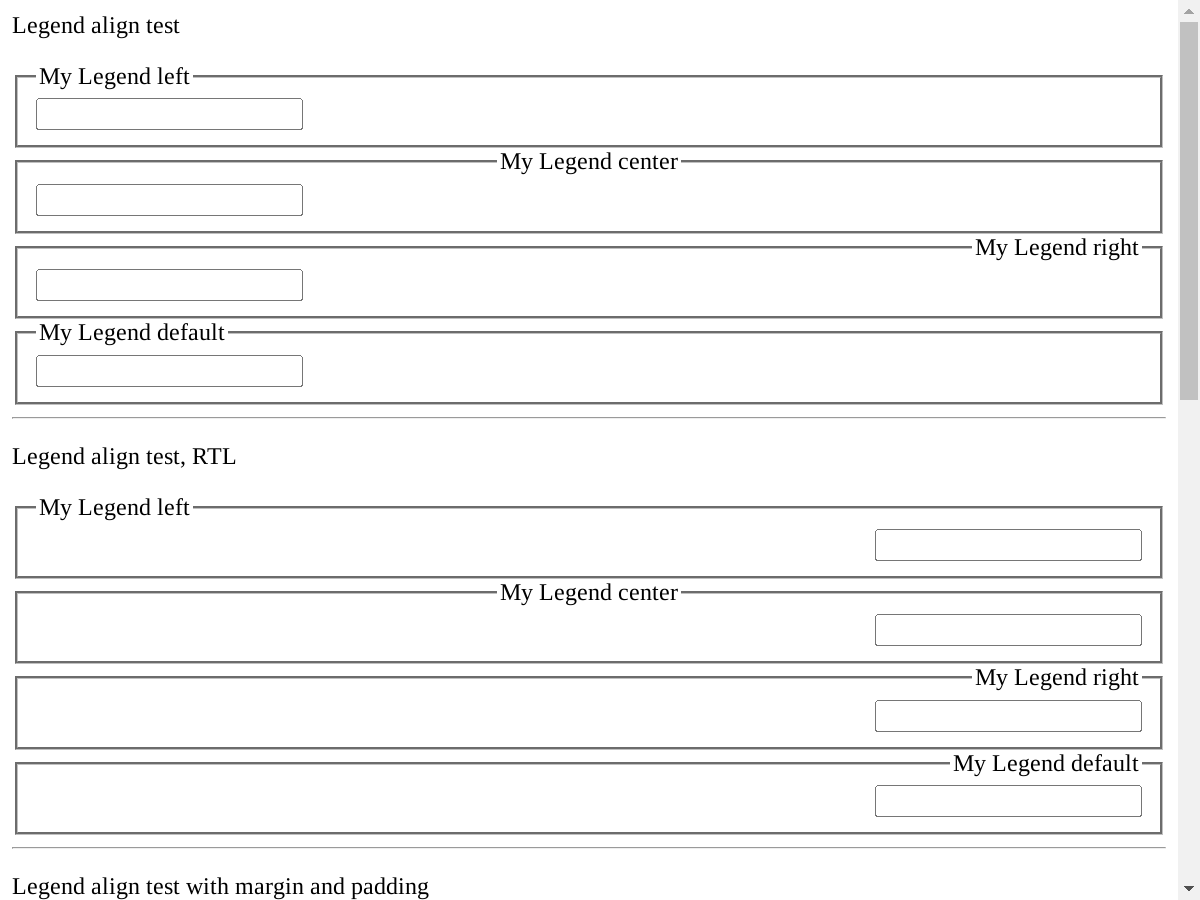 Legend align test
My Legend left
My Legend center
My Legend right
My Legend default
Legend align test, RTL
My Legend left
My Legend center
My Legend right
My Legend default
Legend align test with margin and padding